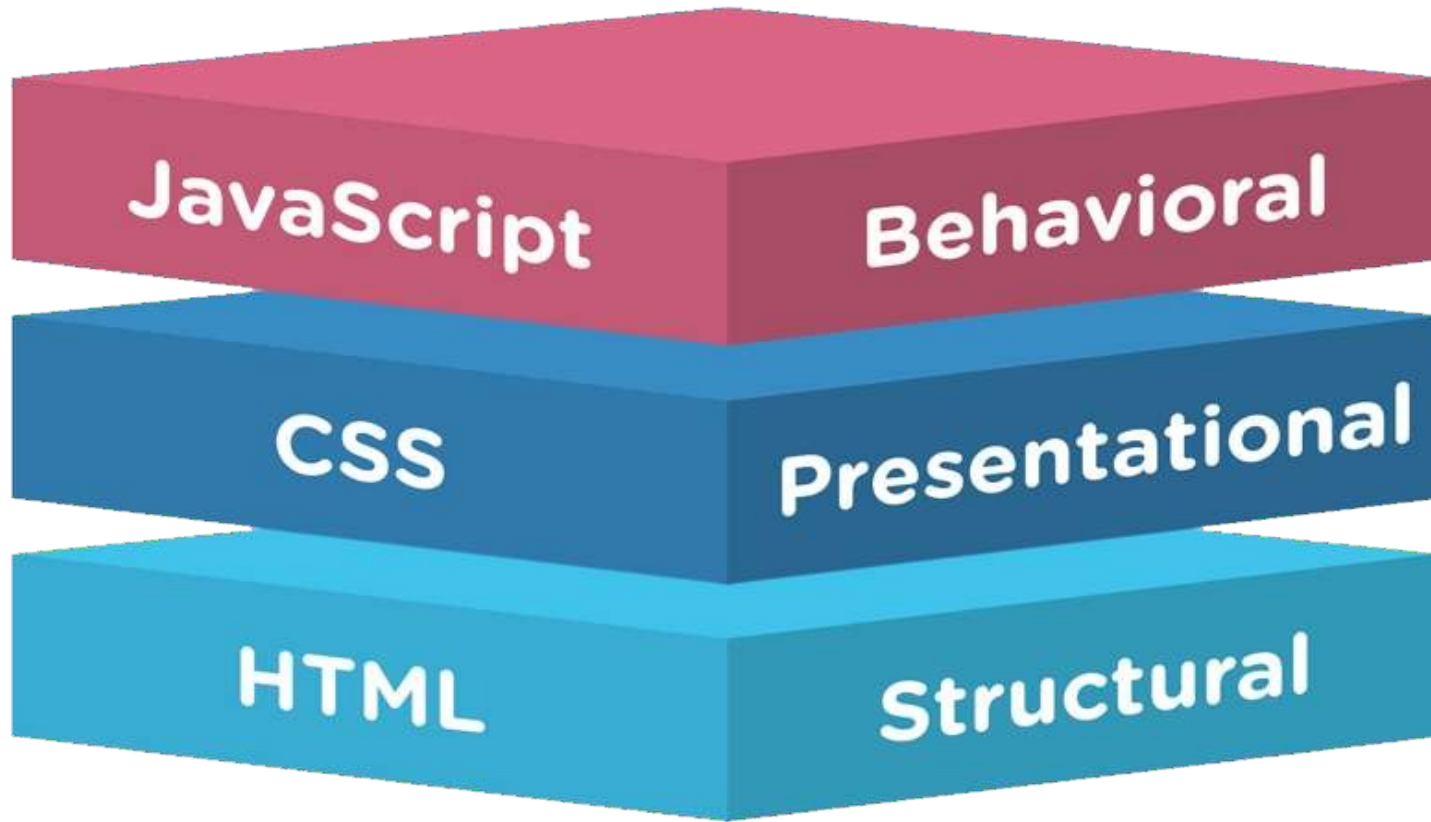 JavaScript
Behavioral
CSS
Presentational
HTML
Structural